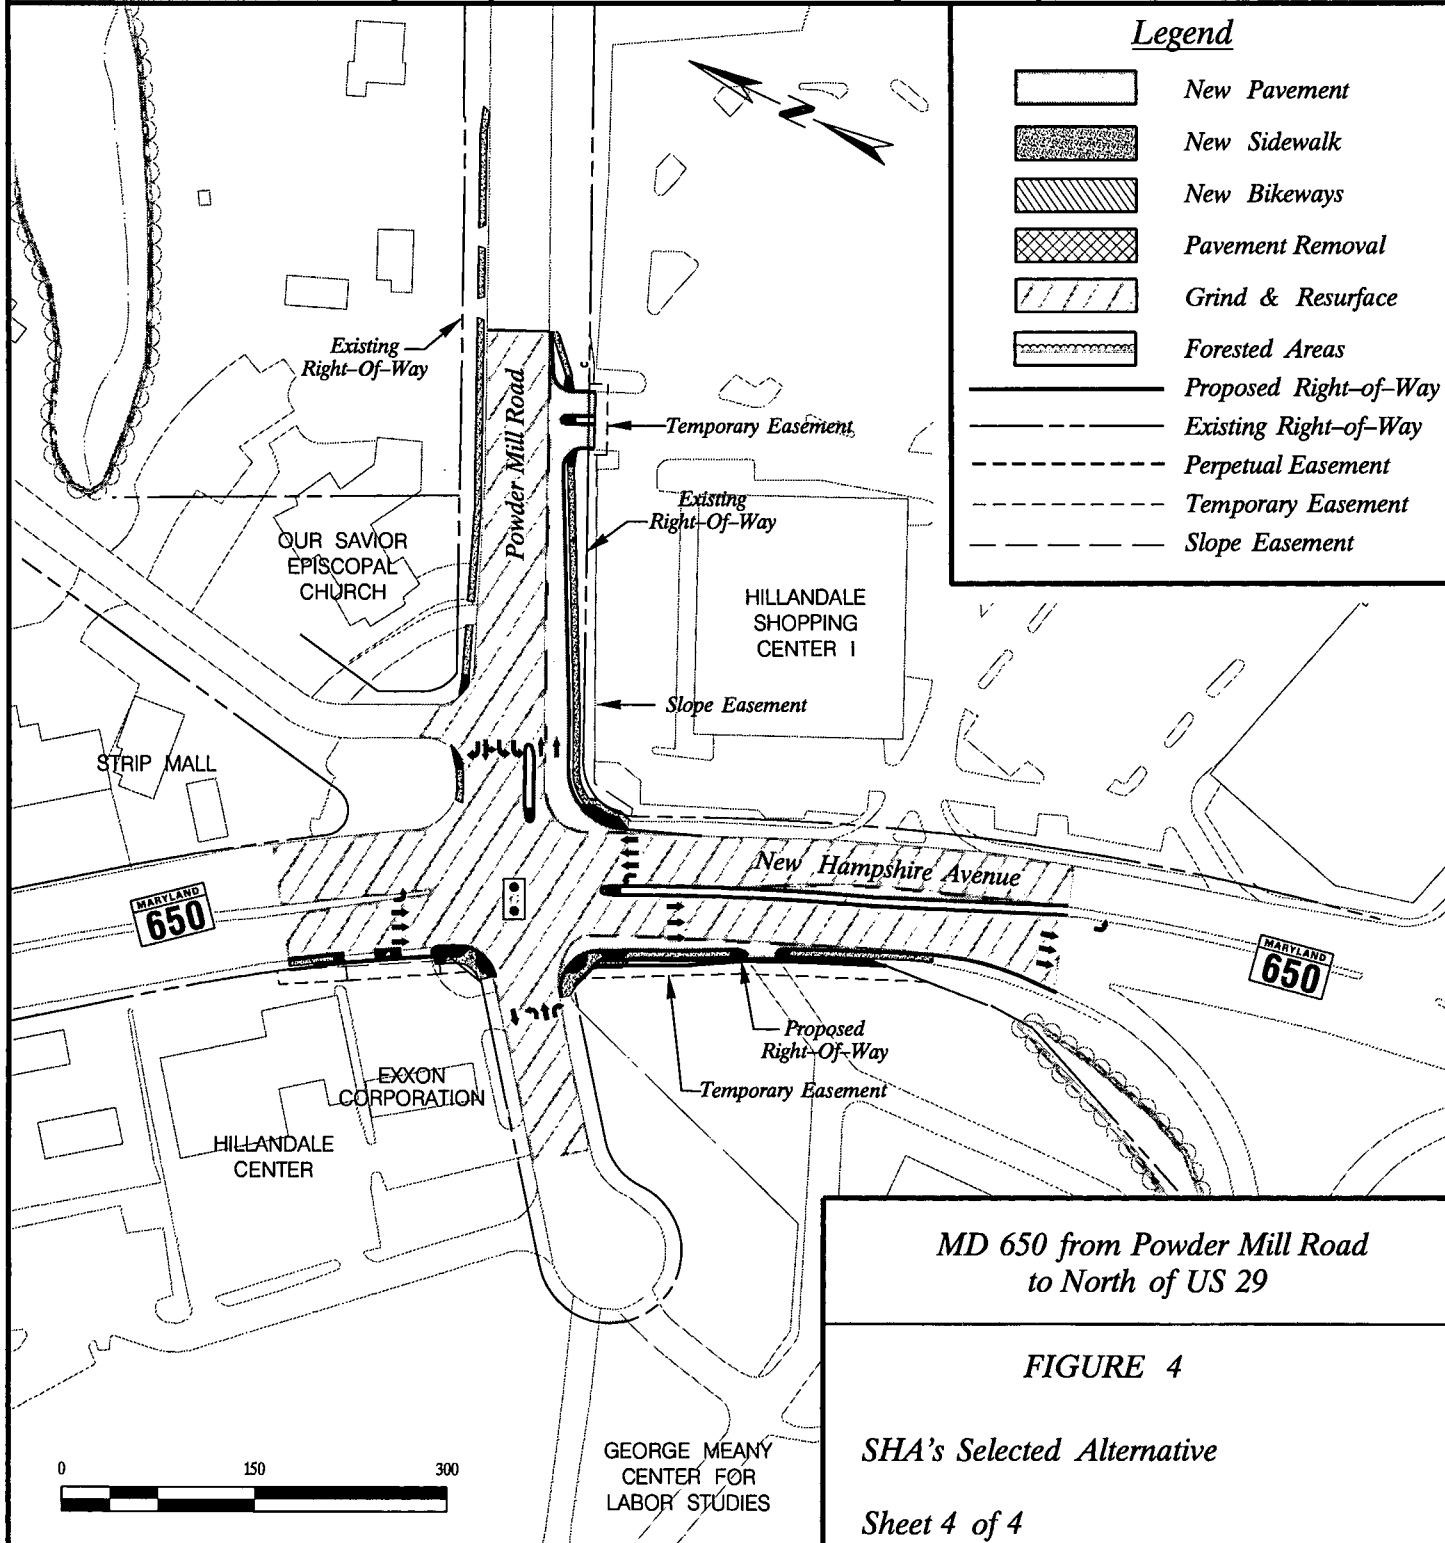 Legend
New Pavement
New Sidewalk
New Bikeways
Pavement Removal
Grind & Resurface
Forested Areas
Proposed Right-of-Way
Existing Right-of-Way
Perpetual Easement
Temporary Easement
Slope Easement
N
Existing
Right-Of-Way
Powder Mill Road
Temporary Easement
Existing
Right-Of-Way
OUR SAVIOR
EPISCOPAL
CHURCH
HILLANDALE
SHOPPING
CENTER I
Slope Easement
STRIP MALL
New Hampshire Avenue
MARYLAND
650
MARYLAND
650
Proposed
Right-Of-Way
Temporary Easement
EXXON
CORPORATION
HILLANDALE
CENTER
MD 650 from Powder Mill Road
to North of US 29
FIGURE 4
SHA's Selected Alternative
Sheet 4 of 4
GEORGE MEANY
CENTER FOR
LABOR STUDIES
0 150 300